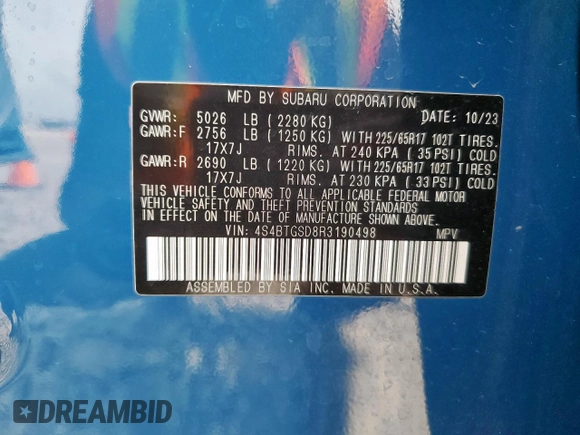 MFD BY SUBARU CORPORATION
GVWR: 5026 LB ( 2280 KG) DATE: 10/23
GAWR:F 2756 LB ( 1250 KG) WITH 225/65R17 102T TIRES.
17X7J RIMS. AT 240 KPA ( 35 PSI) COLD
GAWR:R 2690 LB ( 1220 KG) WITH 225/65R17 102T TIRES.
17X7J RIMS. AT 230 KPA ( 33 PSI) COLD
THIS VEHICLE CONFORMS TO ALL APPLICABLE FEDERAL MOTOR
VEHICLE SAFETY, BUMPER, AND THEFT PREVENTION STANDARDS
IN EFFECT ON THE DATE OF MANUFACTURE SHOWN ABOVE.
VIN: 4S4BTGSD8R3190498 MPV
ASSEMBLED BY SIA INC. MADE IN U.S.A.
DREAMBID